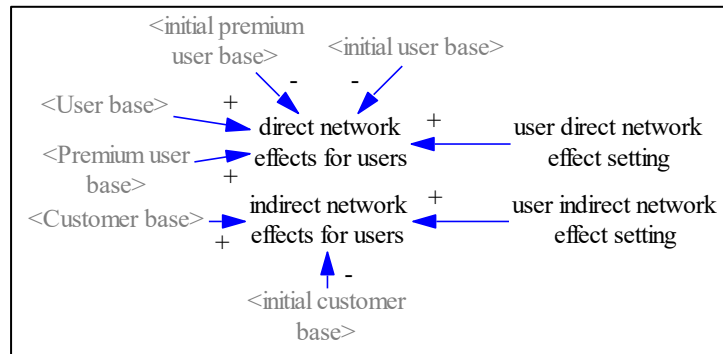 <initial premium
user base>
<initial user base>
- -
<User base>
+
direct network
effects for users
+
user direct network
effect setting
<Premium user
base>
+
<Customer base>
+
indirect network
effects for users
+
user indirect network
effect setting
-
<initial customer
base>